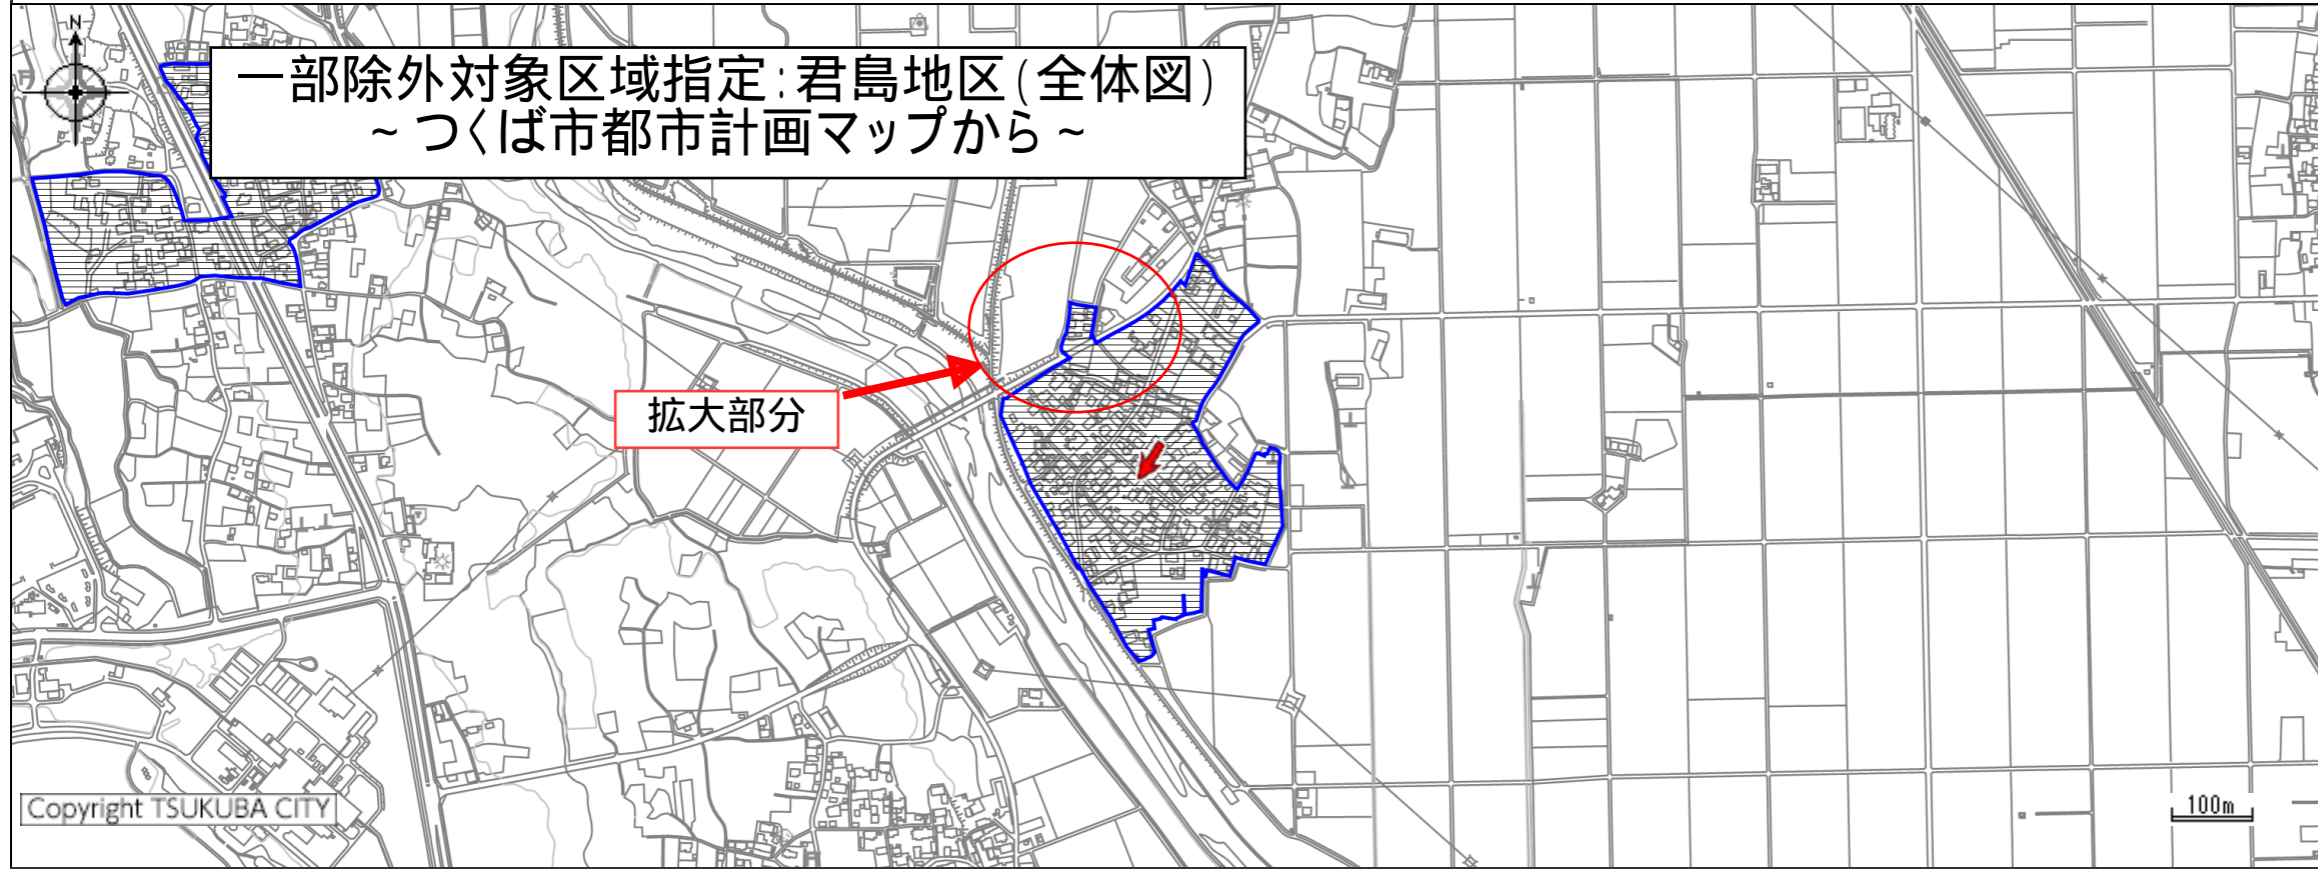 N
一部除外対象区域指定:君島地区(全体図)
~つくば市都市計画マップから~
拡大部分
Copyright TSUKUBA CITY
100m